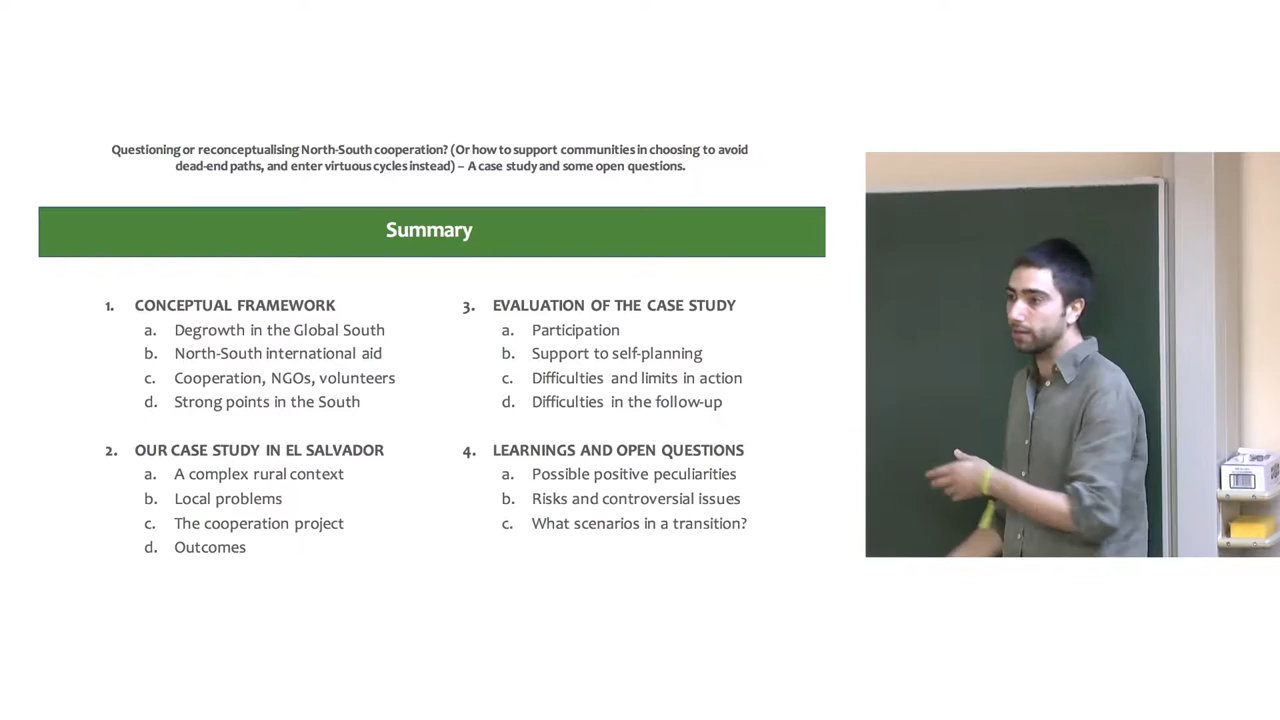 Questioning or reconceptualising North-South cooperation? (Or how to support communities in choosing to avoid
dead-end paths, and enter virtuous cycles instead) – A case study and some open questions.
Summary
1. CONCEPTUAL FRAMEWORK
a. Degrowth in the Global South
b. North-South international aid
c. Cooperation, NGOs, volunteers
d. Strong points in the South
2. OUR CASE STUDY IN EL SALVADOR
a. A complex rural context
b. Local problems
c. The cooperation project
d. Outcomes
3. EVALUATION OF THE CASE STUDY
a. Participation
b. Support to self-planning
c. Difficulties and limits in action
d. Difficulties in the follow-up
4. LEARNINGS AND OPEN QUESTIONS
a. Possible positive peculiarities
b. Risks and controversial issues
c. What scenarios in a transition?